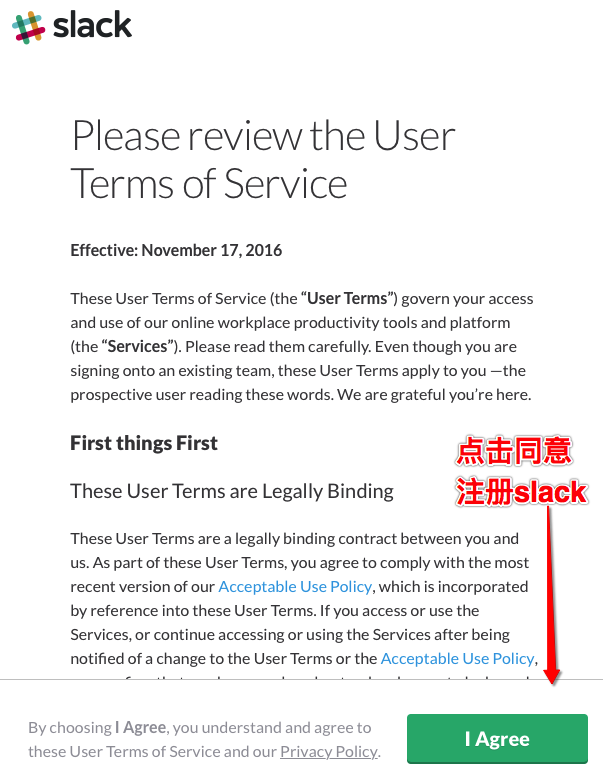 slack
Please review the User
Terms of Service
Effective: November 17, 2016
These User Terms of Service (the “User Terms”) govern your access
and use of our online workplace productivity tools and platform
(the “Services”). Please read them carefully. Even though you are
signing onto an existing team, these User Terms apply to you —the
prospective user reading these words. We are grateful you’re here.
First things First
点击同意
注册slack
These User Terms are Legally Binding
These User Terms are a legally binding contract between you and
us. As part of these User Terms, you agree to comply with the most
recent version of our Acceptable Use Policy, which is incorporated
by reference into these User Terms. If you access or use the
Services, or continue accessing or using the Services after being
notified of a change to the User Terms or the Acceptable Use Policy,
By choosing I Agree, you understand and agree to
these User Terms of Service and our Privacy Policy.
I Agree